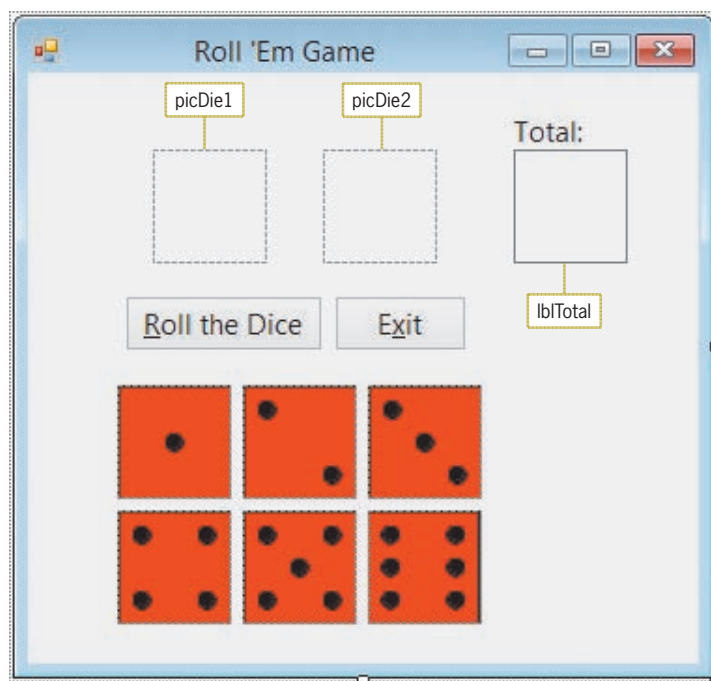 Roll 'Em Game
picDie1
picDie2
Total:
lblTotal
Roll the Dice
Exit